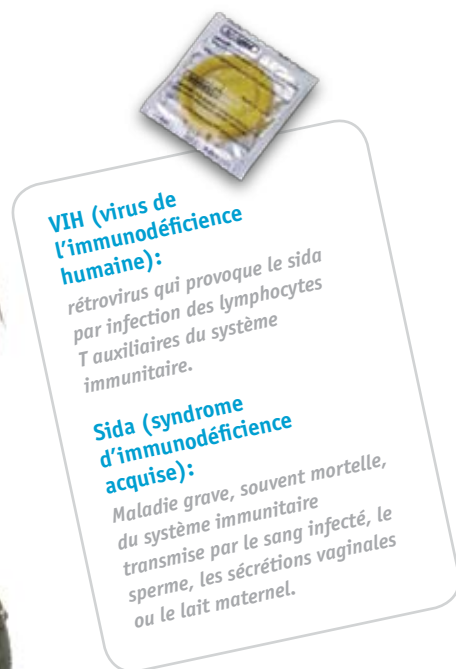 VIH (virus de
l’immunodéficience
humaine):
rétrovirus qui provoque le sida
par infection des lymphocytes
T auxiliaires du système
immunitaire.
Sida (syndrome
d’immunodéficience
acquise):
Maladie grave, souvent mortelle,
du système immunitaire
transmise par le sang infecté, le
sperme, les sécrétions vaginales
ou le lait maternel.